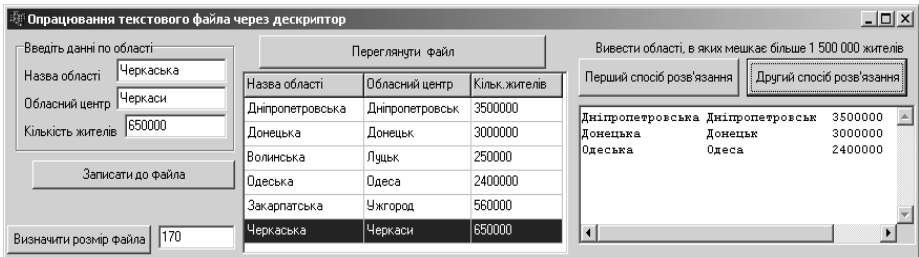 Опрацювання текстового файла через дескриптор
Введіть данні по області
Назва області Черкаська
Обласний центр Черкаси
Кількість жителів 650000
Записати до файла
Визначити розмір файла 170
Переглянути файл
Назва області Обласний центр Кільк.жителів
Дніпропетровська Дніпропетровськ 3500000
Донецька Донецьк 3000000
Волинська Луцьк 250000
Одеська Одеса 2400000
Закарпатська Ужгород 560000
Черкаська Черкаси 650000
Вивести області, в яких мешкає більше 1 500 000 жителів
Перший спосіб розв'язання Другий спосіб розв'язання
Дніпропетровська Дніпропетровськ 3500000
Донецька Донецьк 3000000
Одеська Одеса 2400000